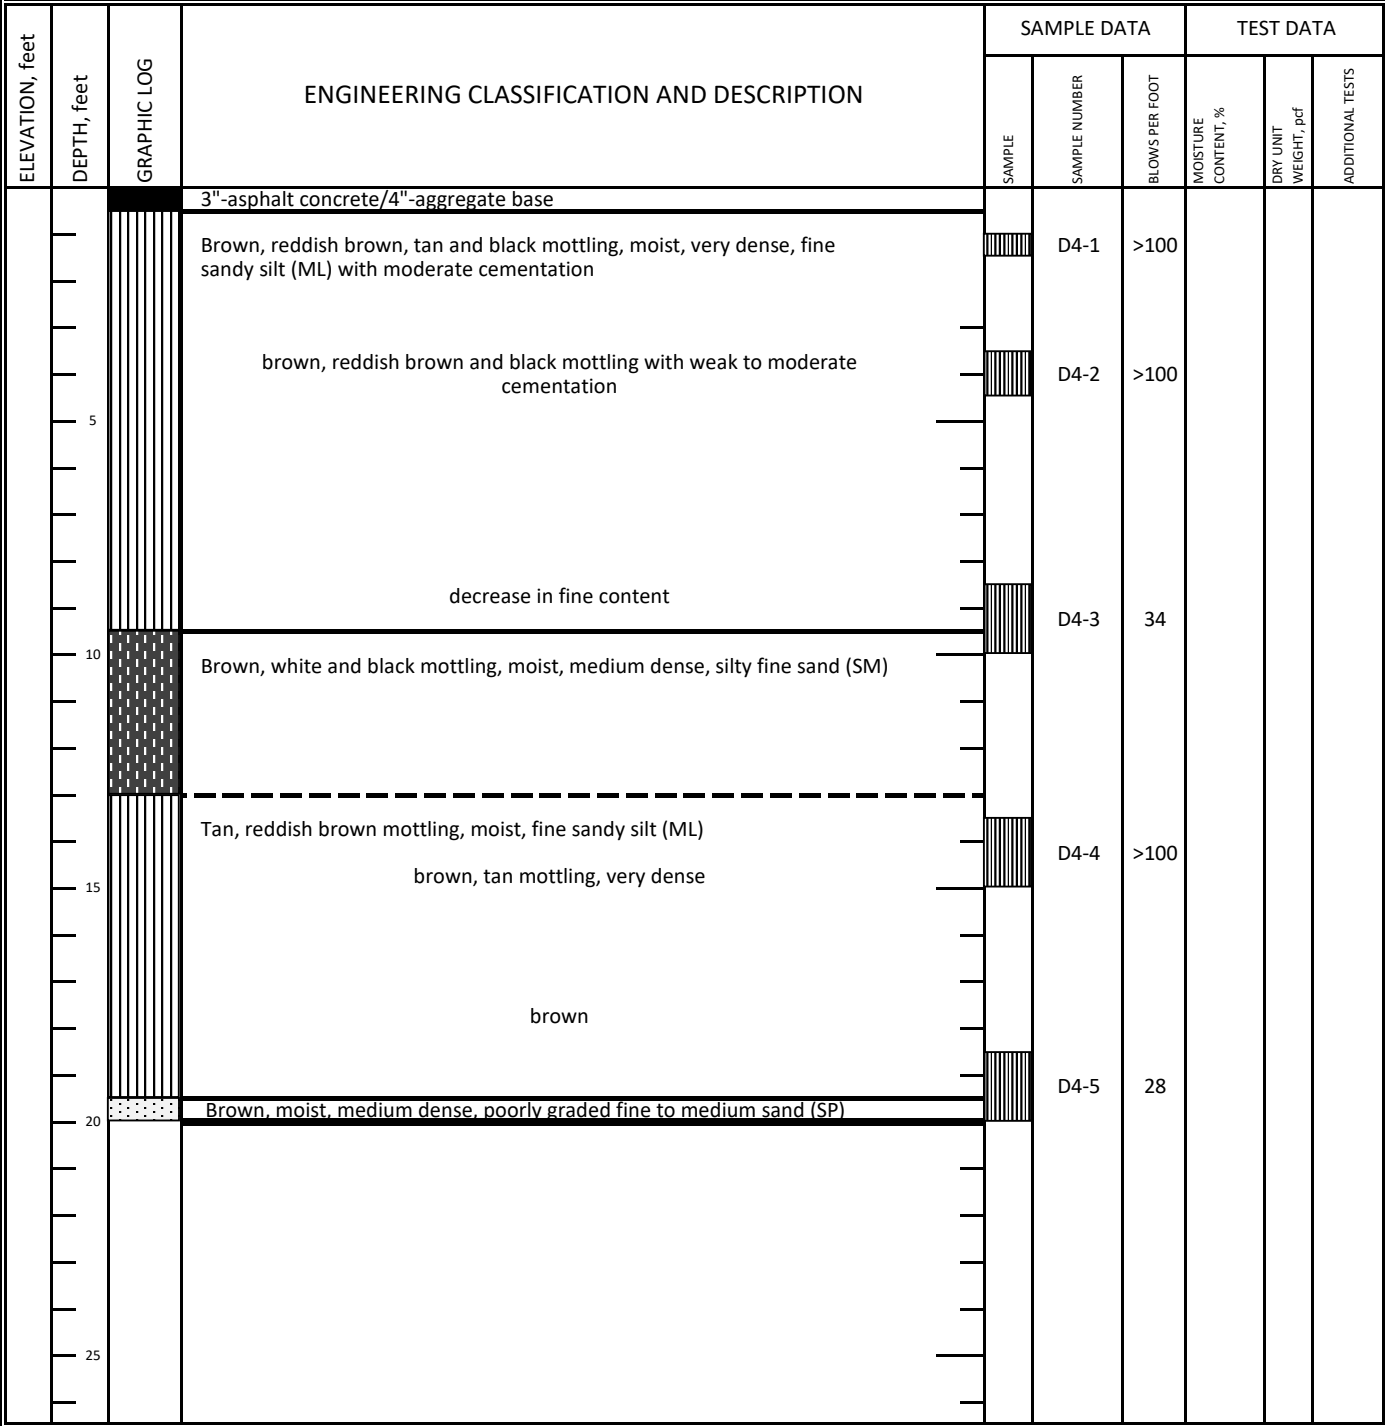 ELEVATION, feet
DEPTH, feet
GRAPHIC LOG
ENGINEERING CLASSIFICATION AND DESCRIPTION
SAMPLE DATA
TEST DATA
SAMPLE
SAMPLE NUMBER
BLOWS PER FOOT
MOISTURE
CONTENT, %
DRY UNIT
WEIGHT, pcf
ADDITIONAL TESTS
3"-asphalt concrete/4"-aggregate base
Brown, reddish brown, tan and black mottling, moist, very dense, fine
sandy silt (ML) with moderate cementation
D4-1 >100
brown, reddish brown and black mottling with weak to moderate
cementation
D4-2 >100
5
decrease in fine content
D4-3 34
10
Brown, white and black mottling, moist, medium dense, silty fine sand (SM)
Tan, reddish brown mottling, moist, fine sandy silt (ML)
D4-4 >100
brown, tan mottling, very dense
15
brown
D4-5 28
Brown, moist, medium dense, poorly graded fine to medium sand (SP)
20
25